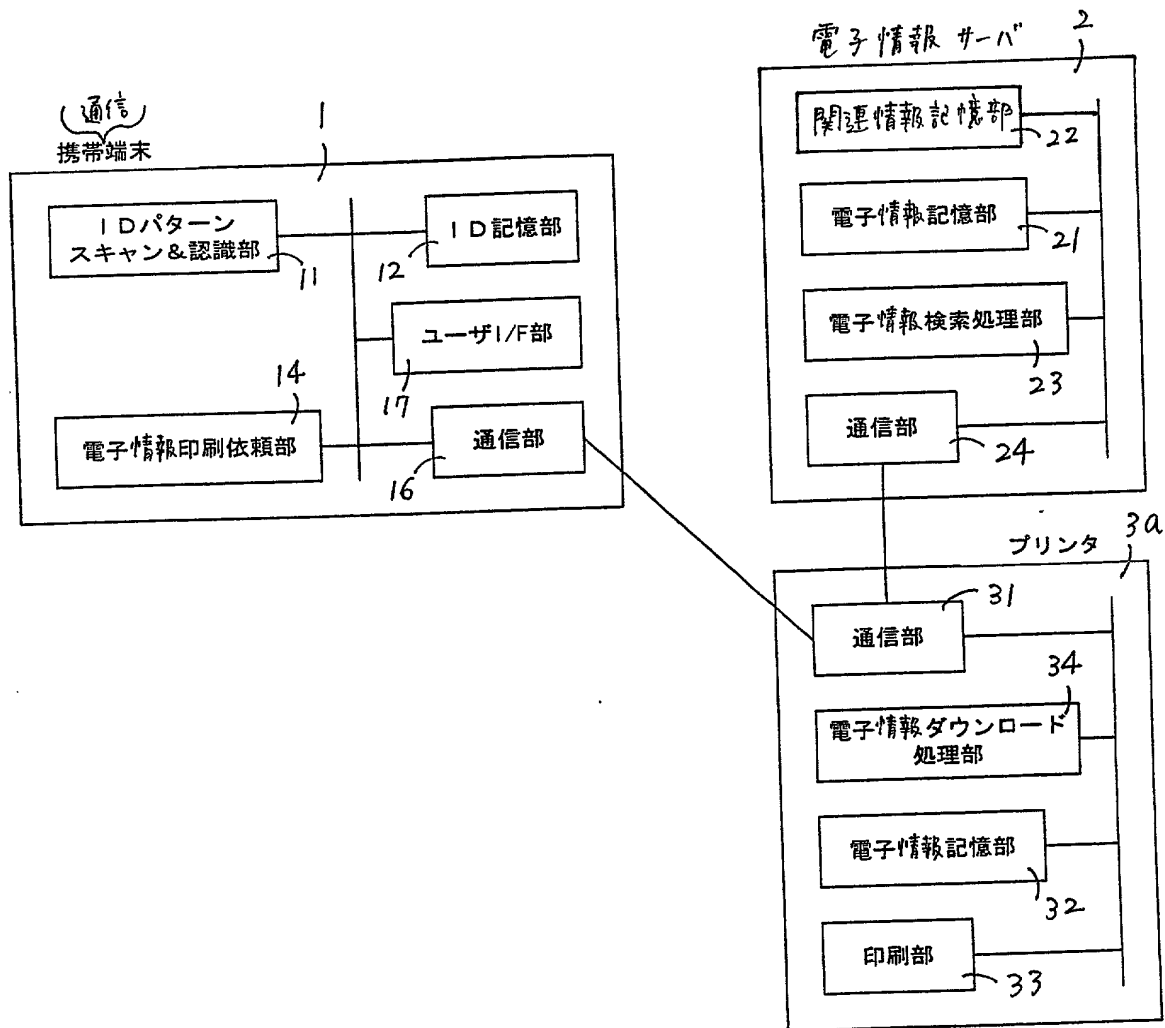 通信
携帯端末
1
IDパターン
スキャン&認識部
11
ID記憶部
12
ユーザI/F部
17
電子情報印刷依頼部
14
通信部
16
電子情報サーバ
2
関連情報記憶部
22
電子情報記憶部
21
電子情報検索処理部
23
通信部
24
プリンタ
3a
通信部
31
電子情報ダウンロード
処理部
34
電子情報記憶部
32
印刷部
33